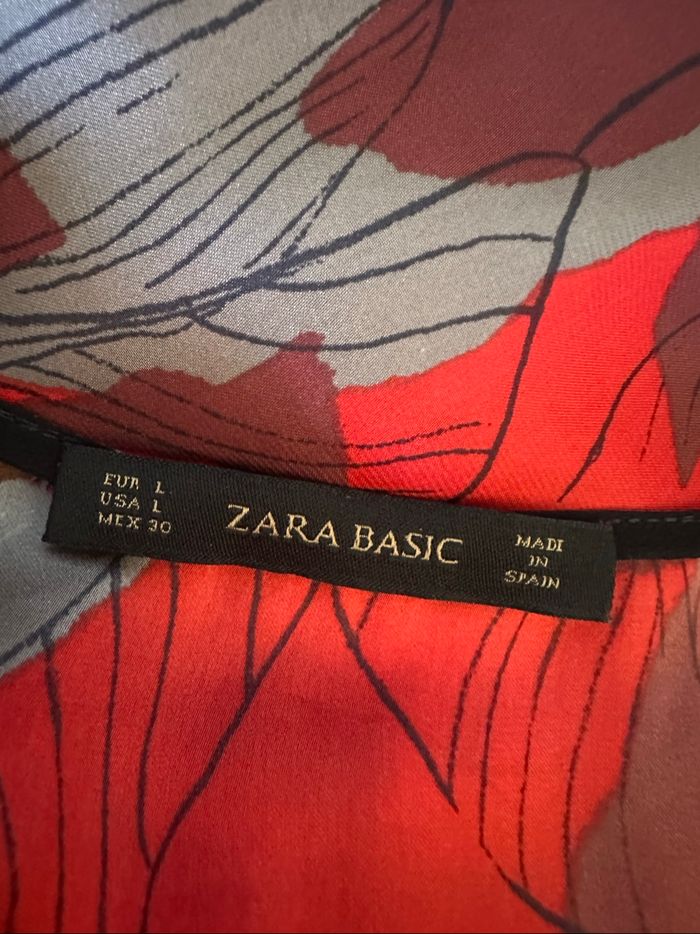 EUR L
USA L
MEX 30
ZARA BASIC
MADE
IN
SPAIN